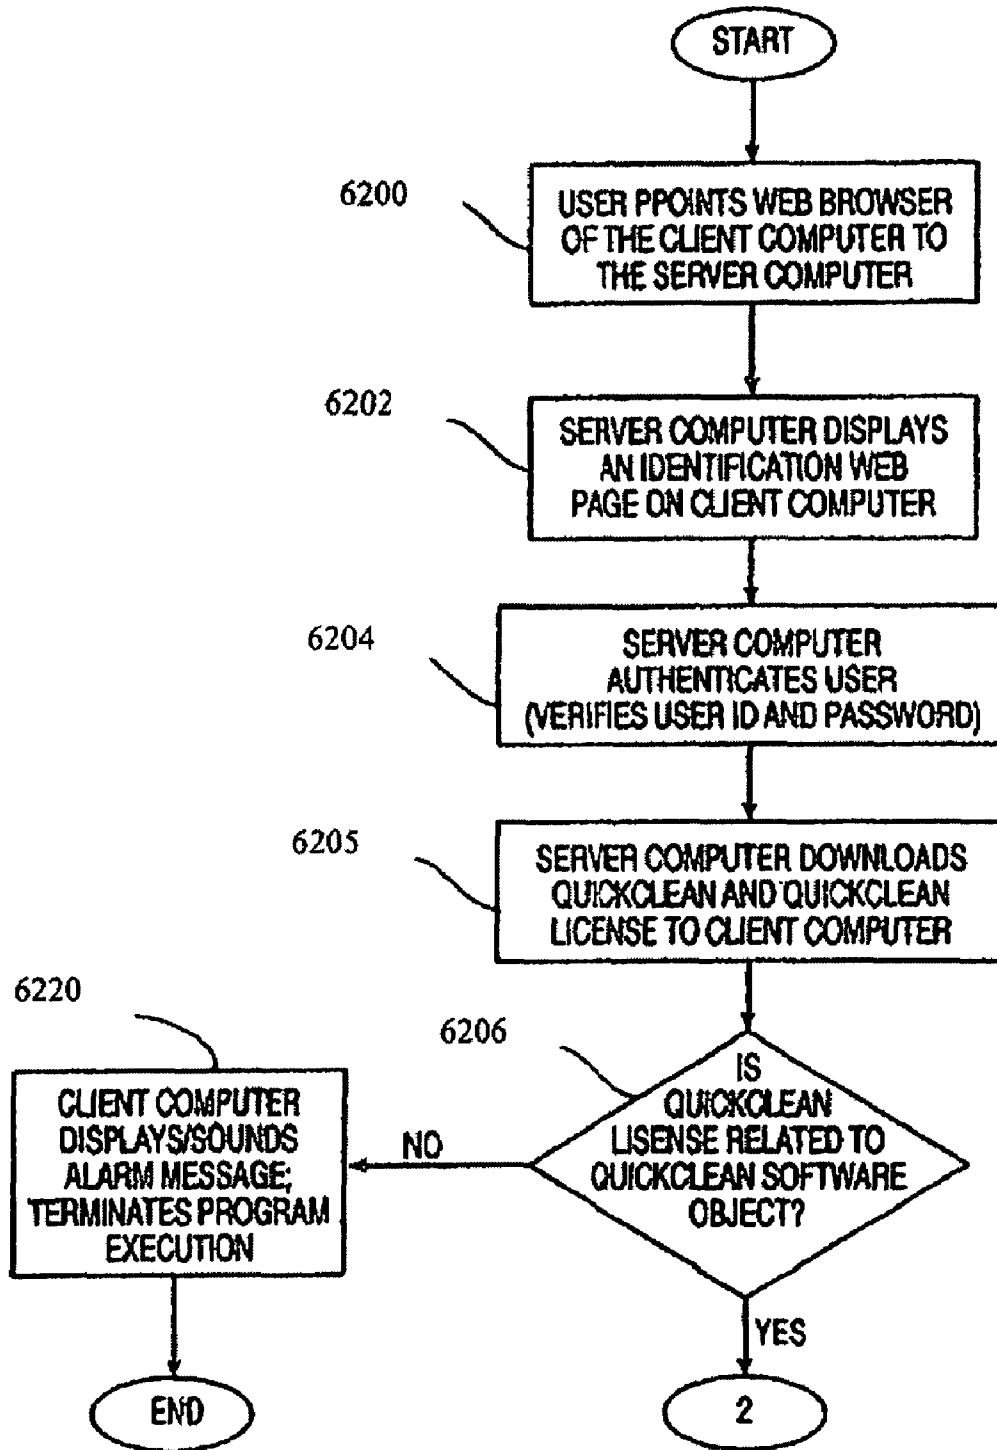 START
6200
USER PPOINTS WEB BROWSER
OF THE CLIENT COMPUTER TO
THE SERVER COMPUTER
6202
SERVER COMPUTER DISPLAYS
AN IDENTIFICATION WEB
PAGE ON CLIENT COMPUTER
6204
SERVER COMPUTER
AUTHENTICATES USER
(VERIFIES USER ID AND PASSWORD)
6205
SERVER COMPUTER DOWNLOADS
QUICKCLEAN AND QUICKCLEAN
LICENSE TO CLIENT COMPUTER
6206
IS
QUICKCLEAN
LISENSE RELATED TO
QUICKCLEAN SOFTWARE
OBJECT?
NO
6220
CLIENT COMPUTER
DISPLAYS/SOUNDS
ALARM MESSAGE;
TERMINATES PROGRAM
EXECUTION
END
YES
2